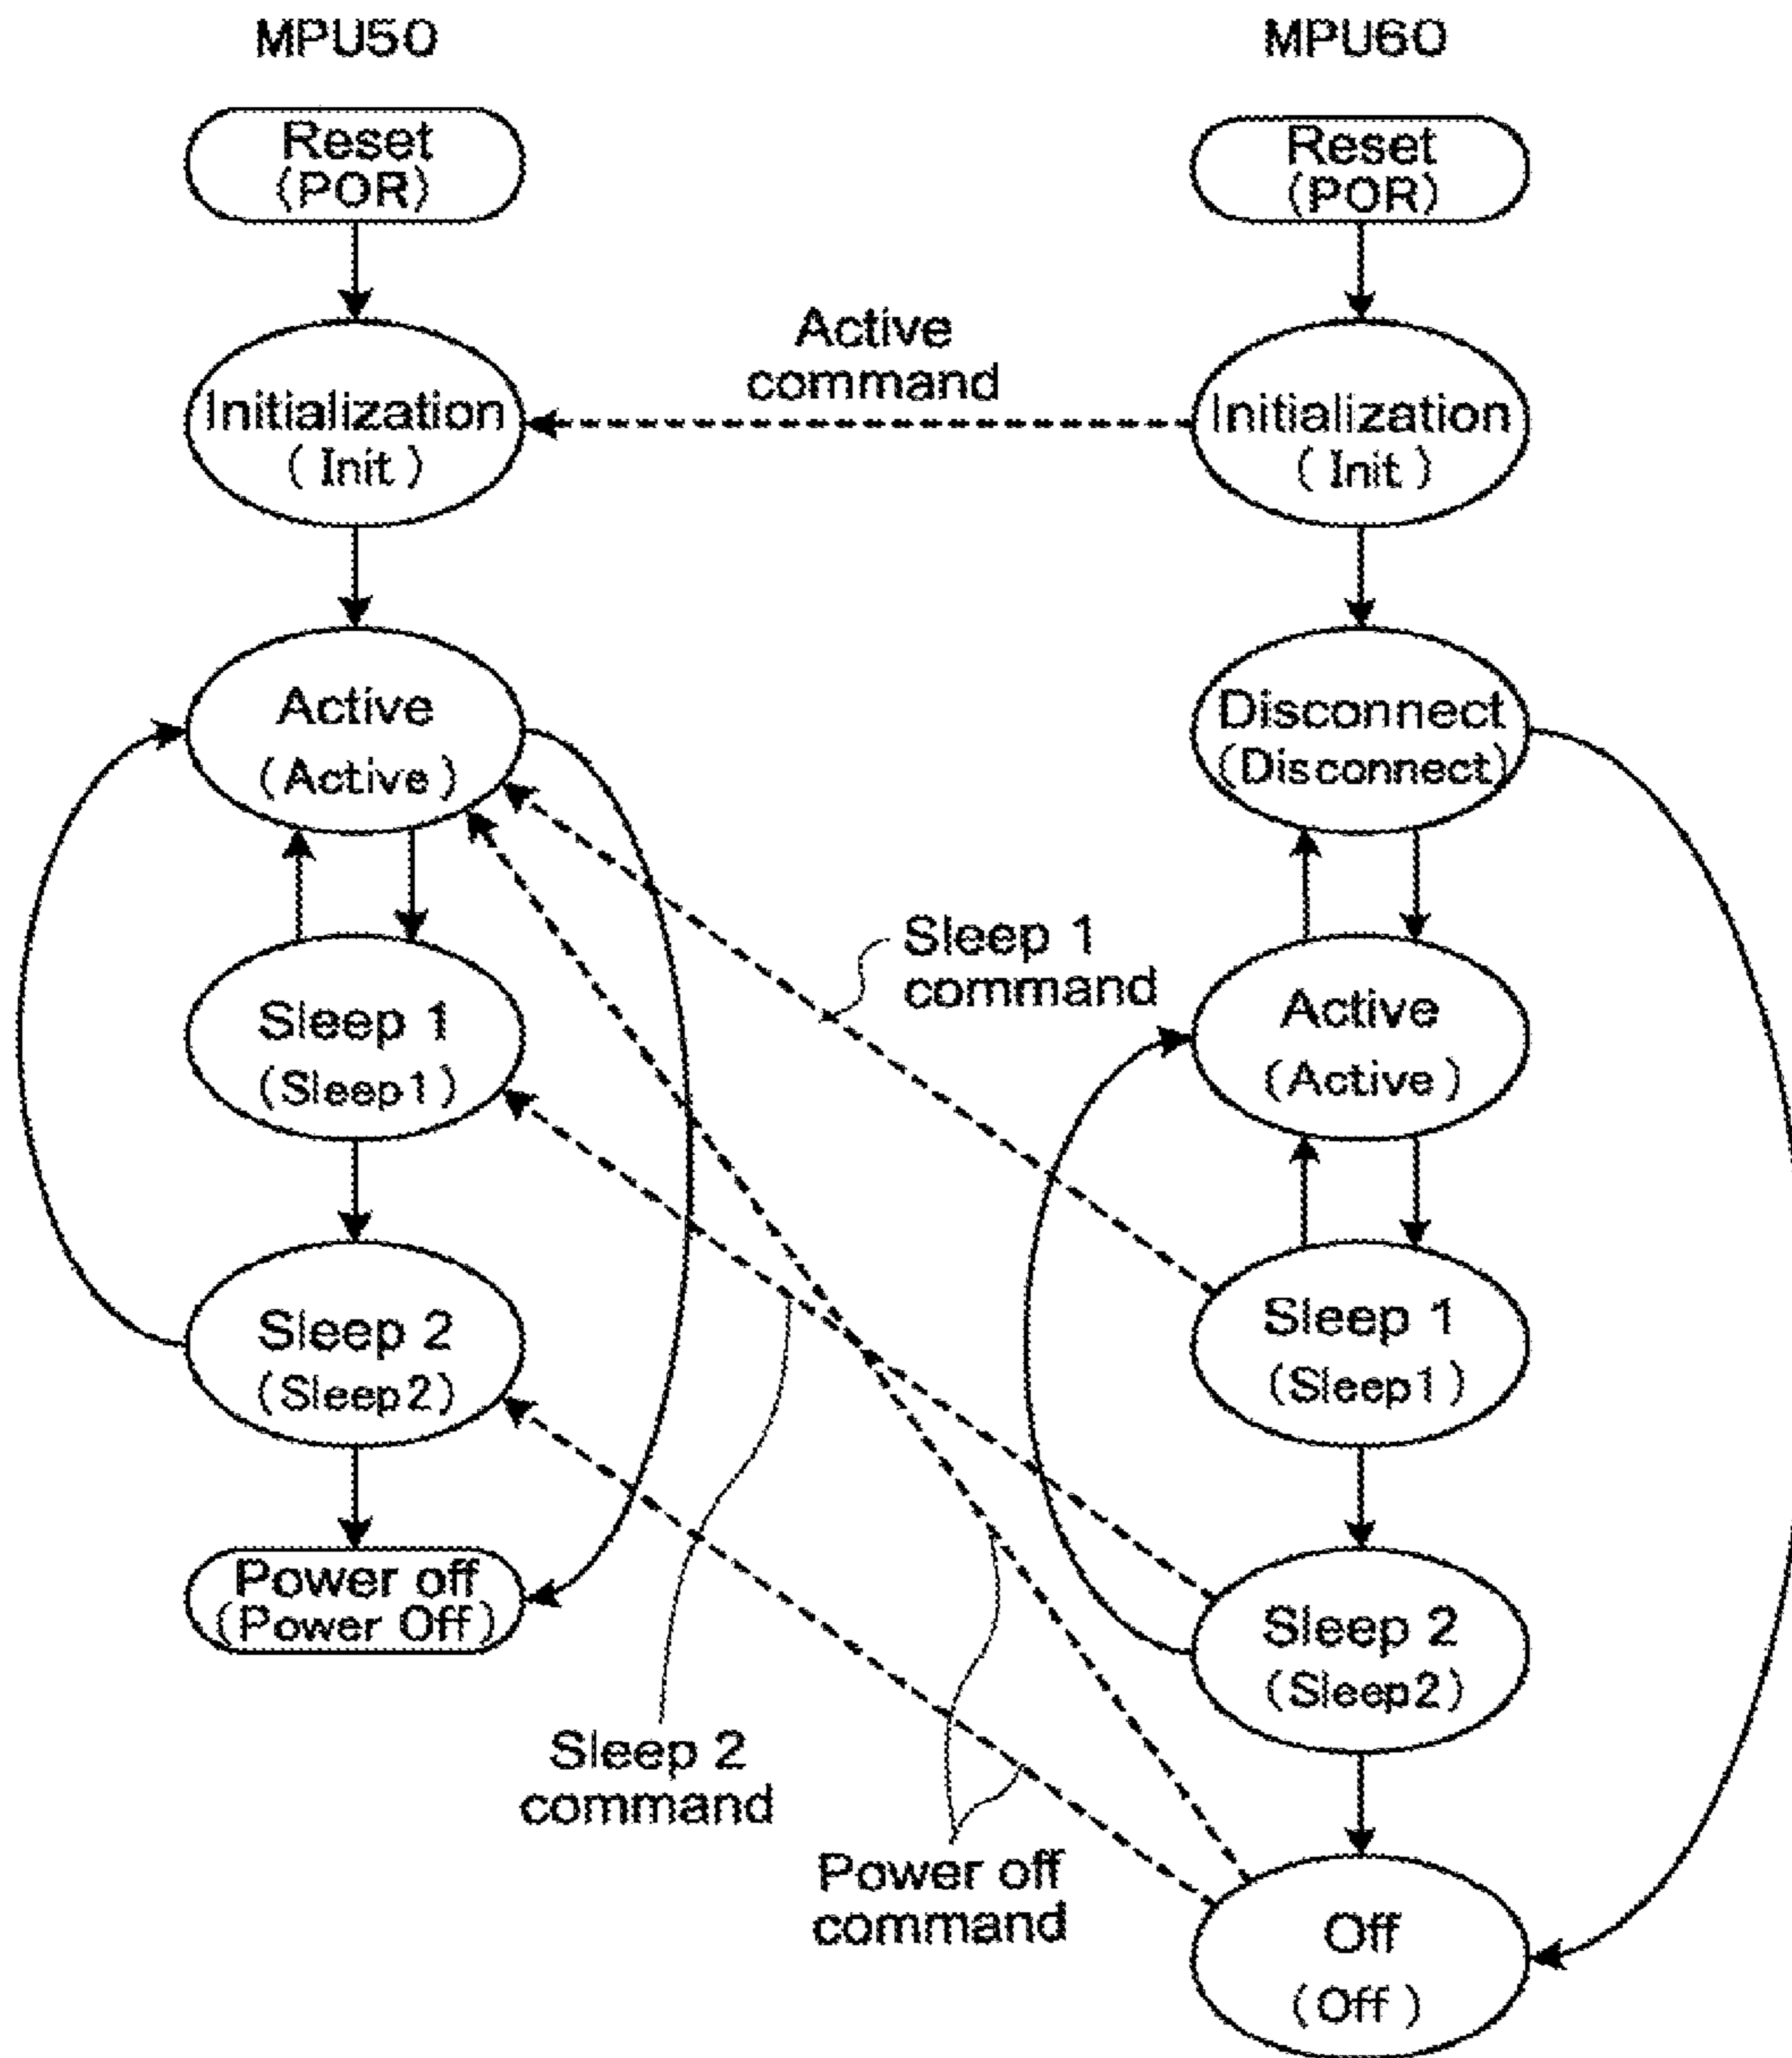 MPU50
MPU60
Reset
(POR)
Reset
(POR)
Active
command
Initialization
( Init )
Initialization
( Init )
Active
(Active)
Disconnect
(Disconnect)
Sleep 1
command
Sleep 1
(Sleep1)
Active
(Active)
Sleep 2
(Sleep2)
Sleep 1
(Sleep1)
Power off
(Power Off)
Sleep 2
(Sleep2)
Sleep 2
command
Power off
command
Off
(Off)